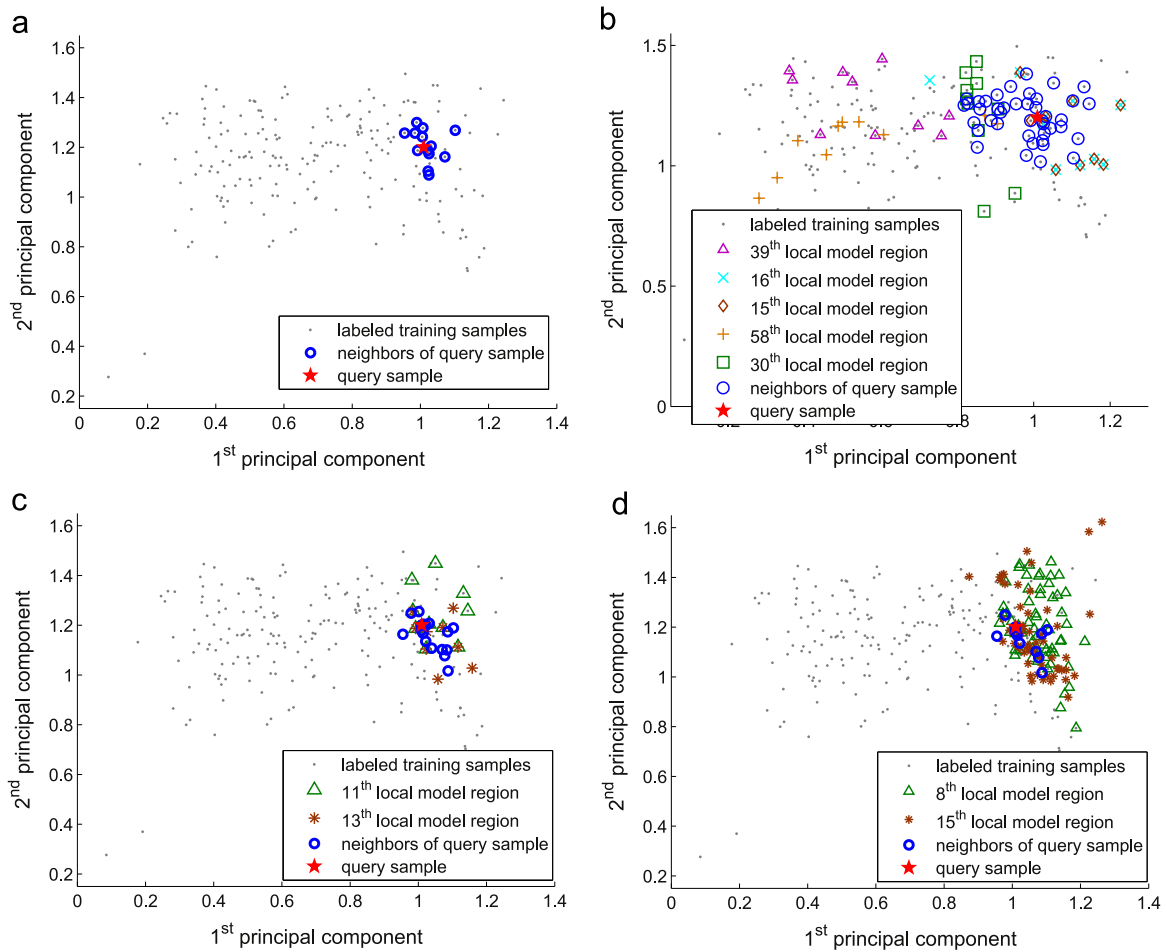 a
1.6
1.4
1.2
1
0.8
0.6
0.4
0.2
0
0.2
0.4
0.6
0.8
1
1.2
1.4
2nd principal component
1st principal component
labeled training samples
neighbors of query sample
query sample
b
1.5
1
0.5
0
0.2
0.4
0.6
0.8
1
1.2
2nd principal component
1st principal component
labeled training samples
39th local model region
16th local model region
15th local model region
58th local model region
30th local model region
neighbors of query sample
query sample
c
1.6
1.4
1.2
1
0.8
0.6
0.4
0.2
0
0.2
0.4
0.6
0.8
1
1.2
1.4
2nd principal component
1st principal component
labeled training samples
11th local model region
13th local model region
neighbors of query sample
query sample
d
1.6
1.4
1.2
1
0.8
0.6
0.4
0.2
0
0.2
0.4
0.6
0.8
1
1.2
1.4
2nd principal component
1st principal component
labeled training samples
8th local model region
15th local model region
neighbors of query sample
query sample